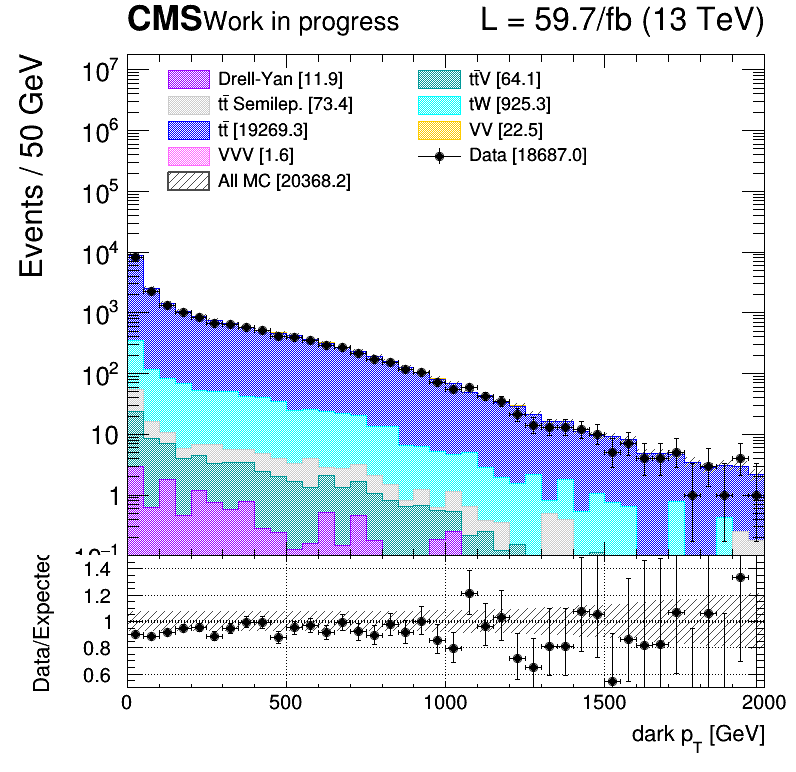 CMS Work in progress L = 59.7/fb (13 TeV)
Events / 50 GeV
10⁷
10⁶
10⁵
10⁴
10³
10²
10
1
10⁻¹
Drell-Yan [11.9]
tt̄ Semilep. [73.4]
tt̄ [19269.3]
VVV [1.6]
All MC [20368.2]
tt̄V [64.1]
tW [925.3]
VV [22.5]
Data [18687.0]
Data/Expected
1.4
1.2
1
0.8
0.6
0 500 1000 1500 2000
dark p_T [GeV]